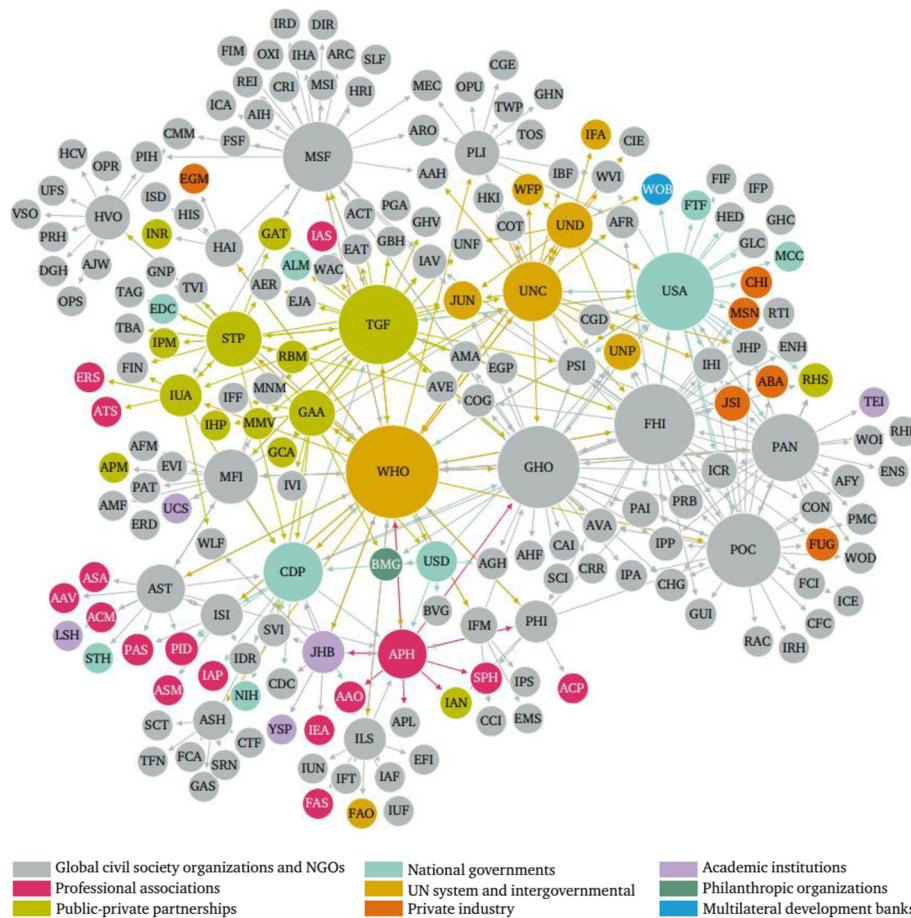 IRD DIR
FIM OXI IHA ARC SLF
REI CRI MSI HRI MEC OPU CGE
ICA AIH TWP GHN
CMM FSF ARO TOS IFA
HCV OPR PIH MSF PLI CIE
UFS EGM AAH WFP IBF WVI WOB FIF
VSO HVO ISD HIS ACT PGA HKI FTF IFP
PRH INR HAI GAT IAS EAT GBH GHV UNF COT UND AFR HED GHC
DGH AJW GNP ALM WAC IAV GLC MCC
OPS TAG TVI AER EJA JUN UNC USA CHI
EDC MSN RTI
TBA IPM STP TGF CGD
FIN RBM AMA EGP PSI UNP IHI JHP ENH
ERS IUA IFF MNM AVE COG JSI ABA RHS
ATS IHP MMV GAA FHI TEI
AFM GCA PAN WOI
APM EVI MFI WHO GHO ICR ENS
PAT IVI AFY
AMF UCS PAI PRB CON
ERD AVA PMC
WLF CAI IPP POC FUG WOD
ASA AST CDP BMG USD AGH AHF SCI CRR IPA CHG FCI
AAV ACM ISI BVG GUI ICE
LSH PAS PID SVI IFM PHI CFC
STH IDR JHB APH RAC IRH
ASM IAP NIH CDC AAO SPH IPS ACP
IAN
SCT ASH YSP IEA APL CCI EMS
TFN FCA CTF ILS
SRN IUN IFT IAF EFI
GAS FAS FAO IUF
Global civil society organizations and NGOs
Professional associations
Public-private partnerships
National governments
UN system and intergovernmental
Private industry
Academic institutions
Philanthropic organizations
Multilateral development banks